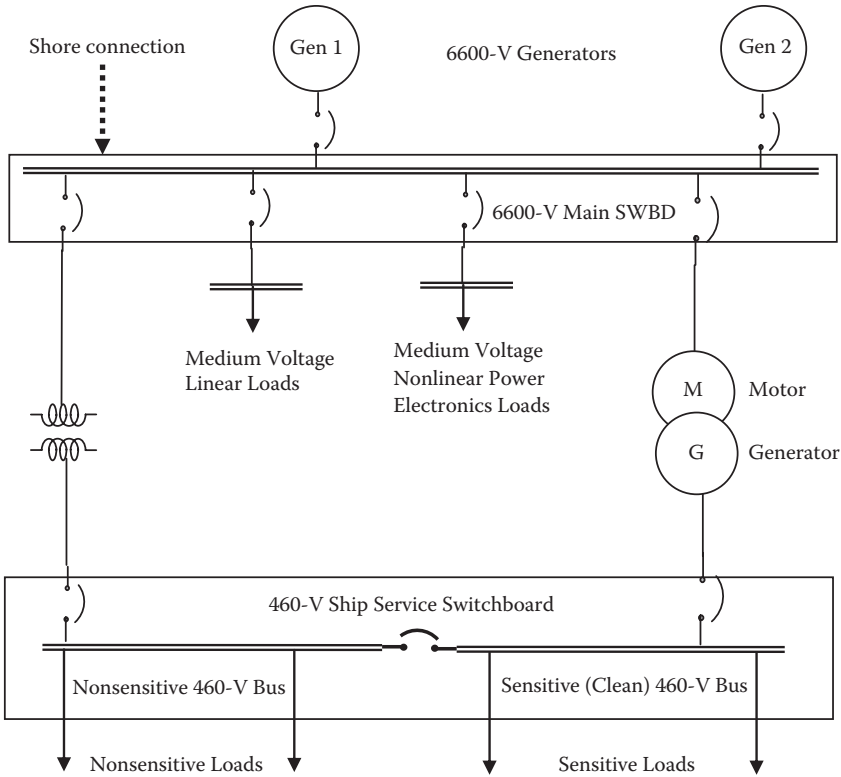 Shore connection
Gen 1
6600-V Generators
Gen 2
6600-V Main SWBD
Medium Voltage
Linear Loads
Medium Voltage
Nonlinear Power
Electronics Loads
M
Motor
G
Generator
460-V Ship Service Switchboard
Nonsensitive 460-V Bus
Sensitive (Clean) 460-V Bus
Nonsensitive Loads
Sensitive Loads